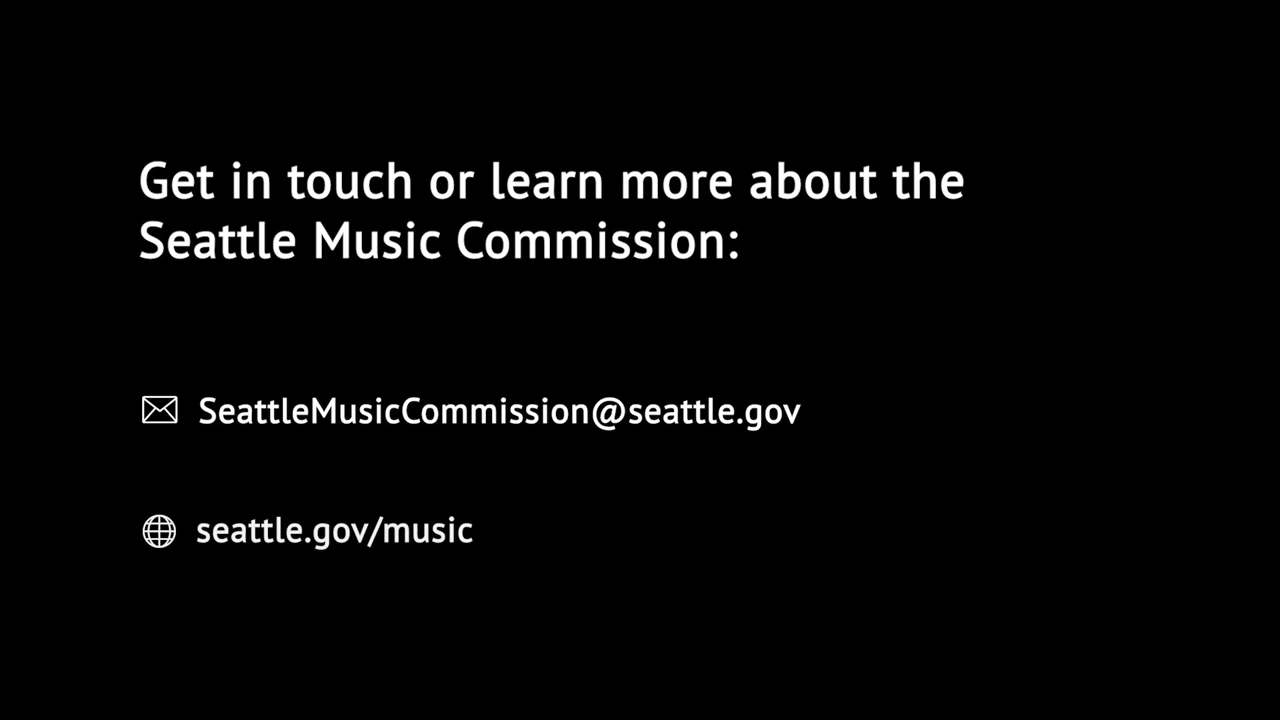 Get in touch or learn more about the
Seattle Music Commission:
SeattleMusicCommission@seattle.gov
seattle.gov/music